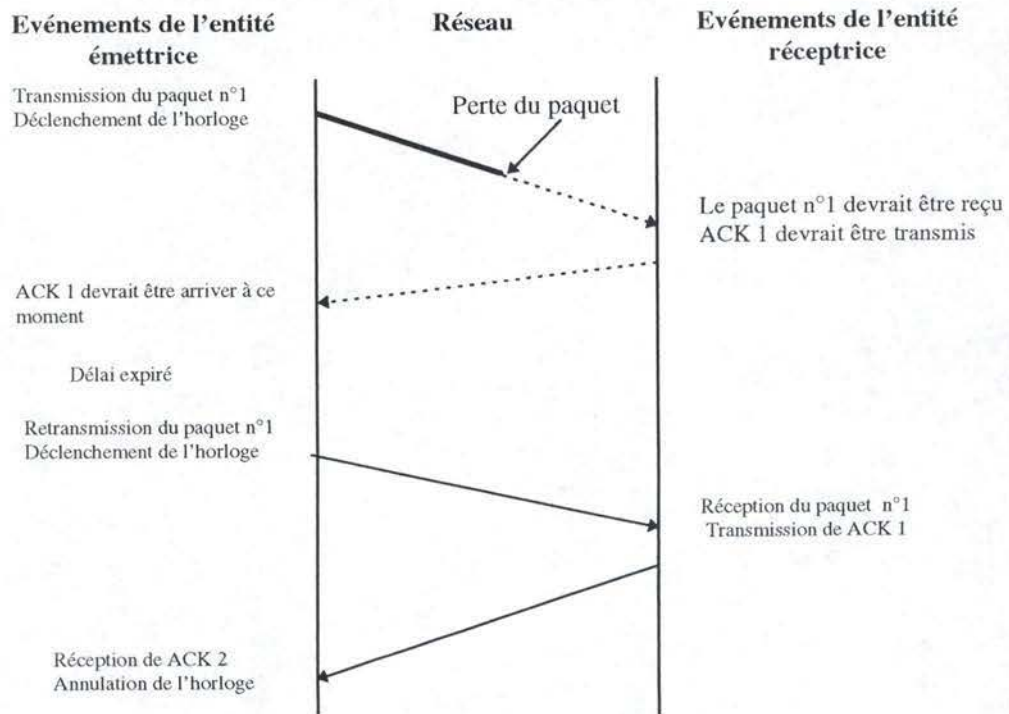 Evénements de l'entité
émettrice
Réseau
Evénements de l'entité
réceptrice
Transmission du paquet n°1
Déclenchement de l'horloge
Perte du paquet
Le paquet n°1 devrait être reçu
ACK 1 devrait être transmis
ACK 1 devrait être arriver à ce
moment
Délai expiré
Retransmission du paquet n°1
Déclenchement de l'horloge
Réception du paquet n°1
Transmission de ACK 1
Réception de ACK 2
Annulation de l'horloge